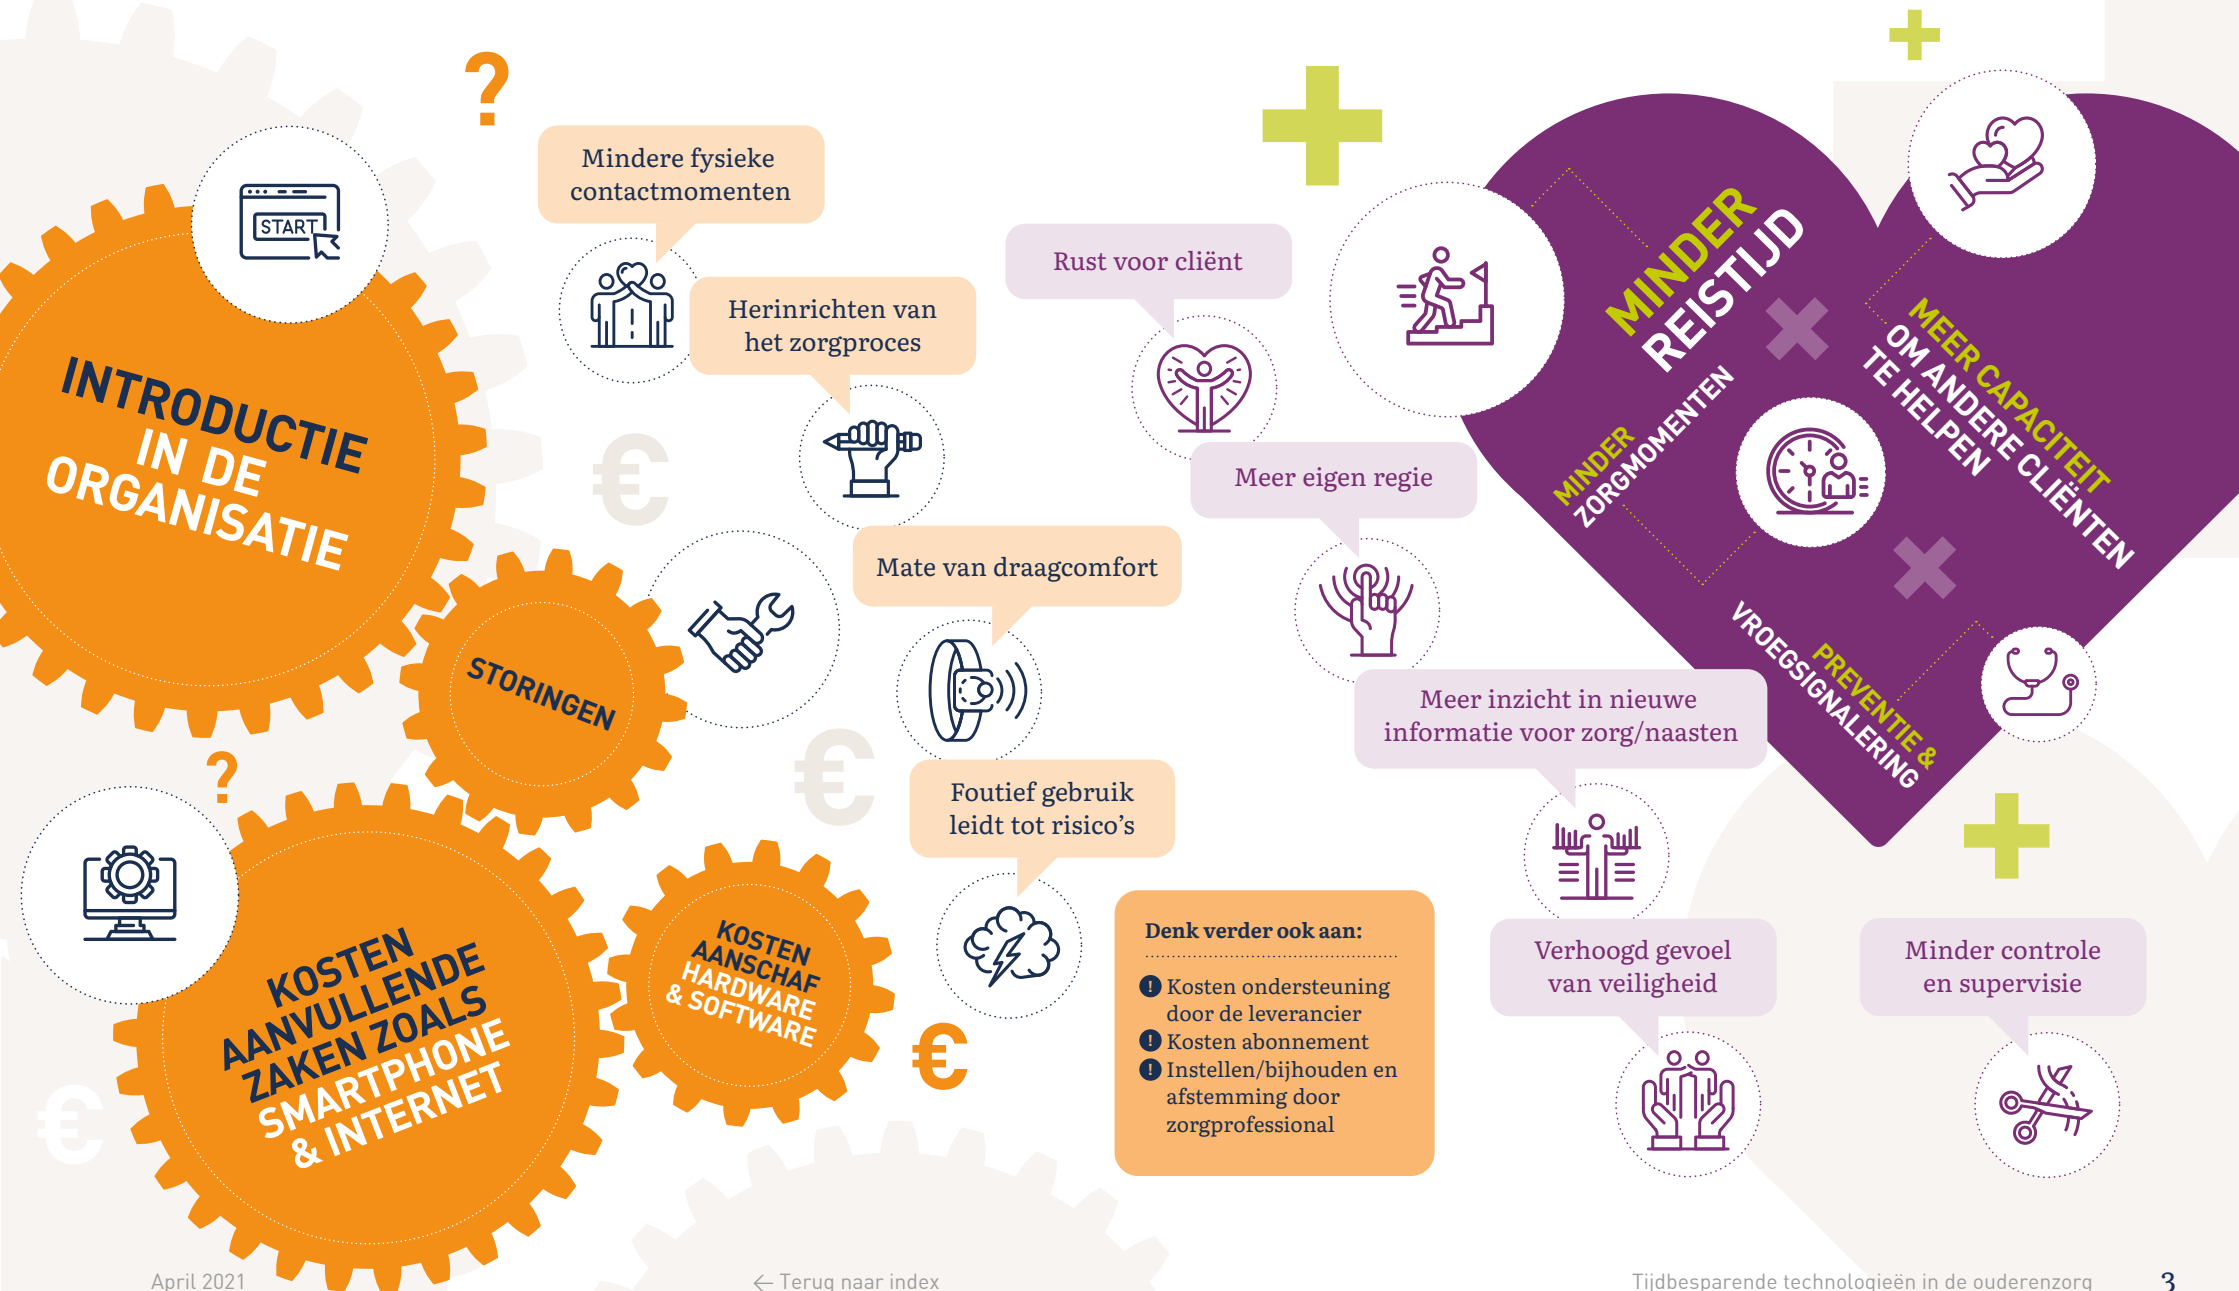 START
INTRODUCTIE
IN DE
ORGANISATIE
STORINGEN
KOSTEN
AANVULLENDE
ZAKEN ZOALS
SMARTPHONE
& INTERNET
KOSTEN
AANSCHAF
HARDWARE
& SOFTWARE
?
?
€
€
€
€
Mindere fysieke
contactmomenten
Herinrichten van
het zorgproces
Mate van draagcomfort
Foutief gebruik
leidt tot risico’s
Denk verder ook aan:
! Kosten ondersteuning
door de leverancier
! Kosten abonnement
! Instellen/bijhouden en
afstemming door
zorgprofessional
Rust voor cliënt
Meer eigen regie
Meer inzicht in nieuwe
informatie voor zorg/naasten
Verhoogd gevoel
van veiligheid
Minder controle
en supervisie
MINDER
REISTIJD
MINDER
ZORGMOMENTEN
MEER CAPACITEIT
OM ANDERE CLIËNTEN
TE HELPEN
PREVENTIE &
VROEGSIGNALERING
April 2021
← Terug naar index
Tijdbesparende technologieën in de ouderenzorg
3